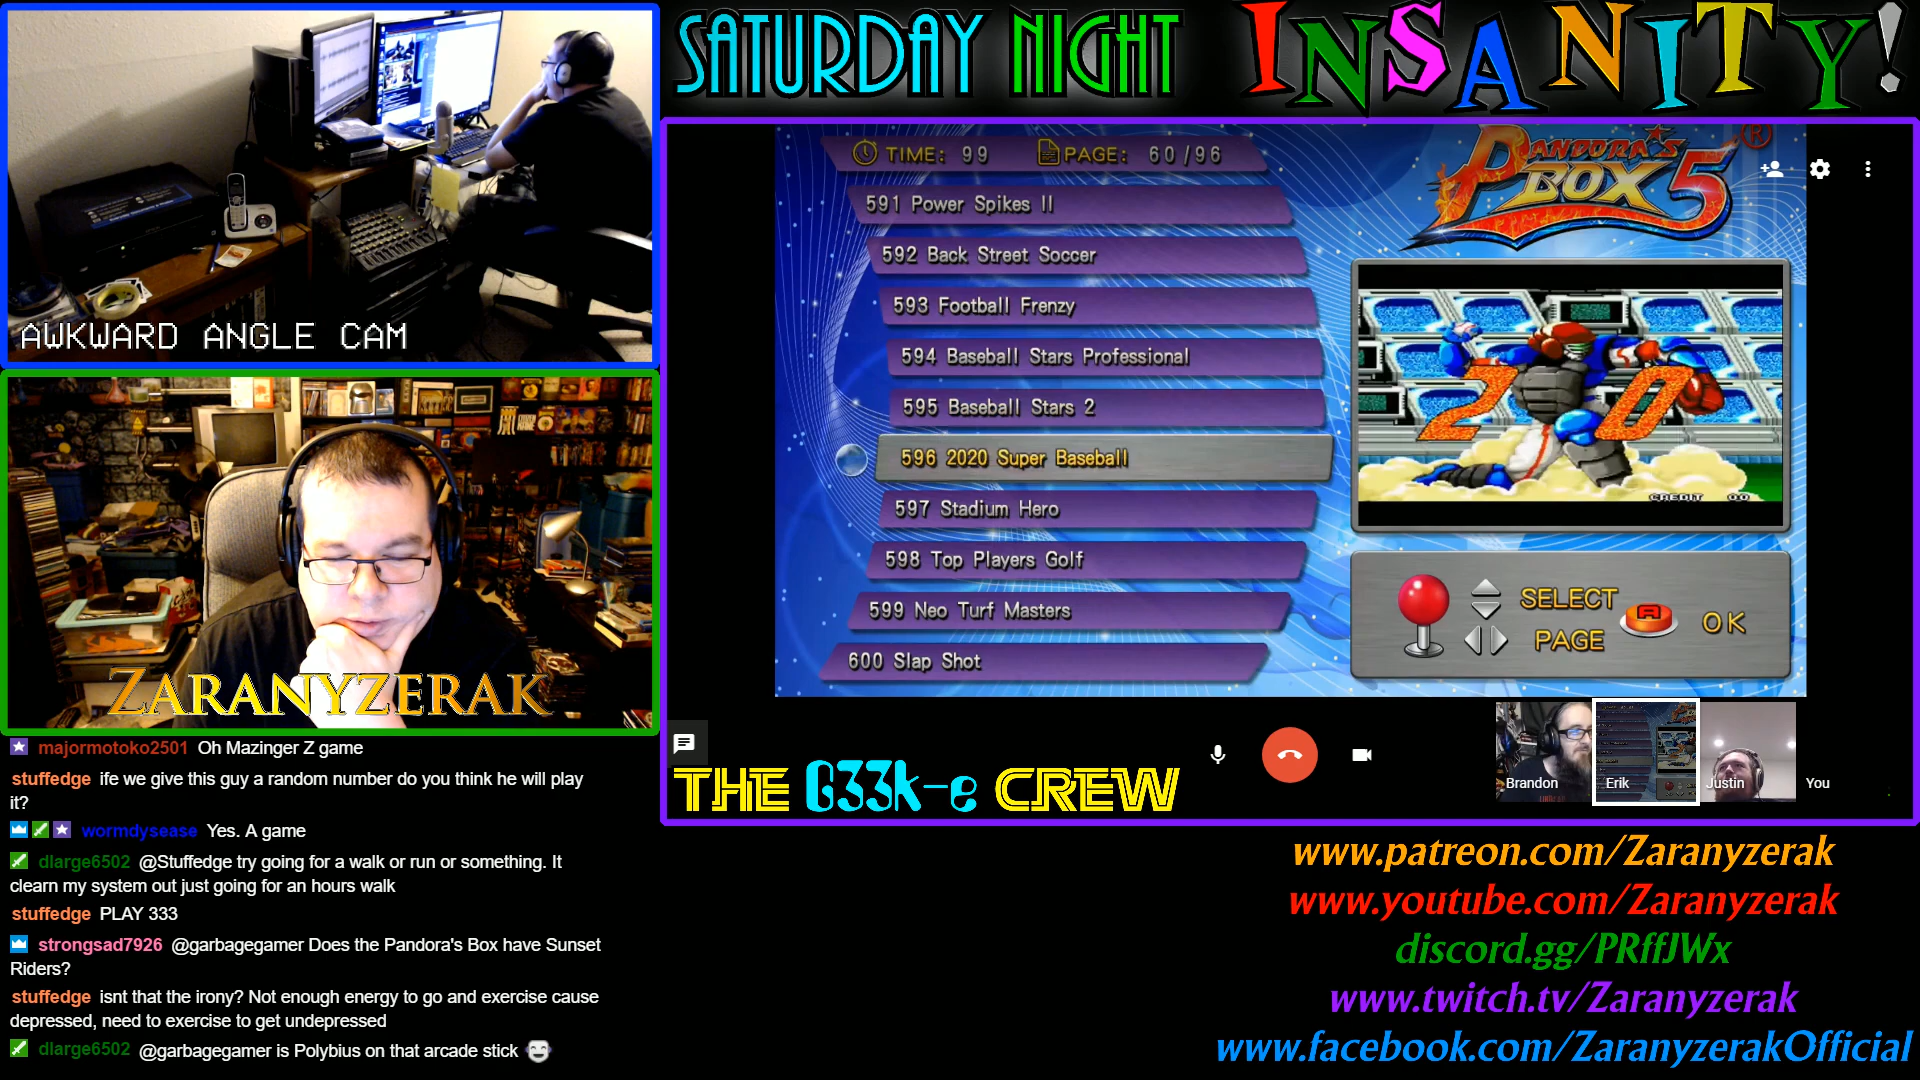 SATURDAY NIGHT INSANITY!
AWKWARD ANGLE CAM
ZARANYZERAK
TIME: 99 PAGE: 60/96
PANDORA'S BOX 5 ®
591 Power Spikes II
592 Back Street Soccer
593 Football Frenzy
594 Baseball Stars Professional
595 Baseball Stars 2
596 2020 Super Baseball
597 Stadium Hero
598 Top Players Golf
599 Neo Turf Masters
600 Slap Shot
2 0
CREDIT 00
SELECT
PAGE
A
OK
Brandon
Erik
Justin
You
THE G33k-e CREW
majormotoko2501 Oh Mazinger Z game
stuffedge ife we give this guy a random number do you think he will play
it?
wormdysease Yes. A game
dlarge6502 @Stuffedge try going for a walk or run or something. It
clearn my system out just going for an hours walk
stuffedge PLAY 333
strongsad7926 @garbagegamer Does the Pandora's Box have Sunset
Riders?
stuffedge isnt that the irony? Not enough energy to go and exercise cause
depressed, need to exercise to get undepressed
dlarge6502 @garbagegamer is Polybius on that arcade stick
www.patreon.com/Zaranyzerak
www.youtube.com/Zaranyzerak
discord.gg/PRffJWx
www.twitch.tv/Zaranyzerak
www.facebook.com/ZaranyzerakOfficial